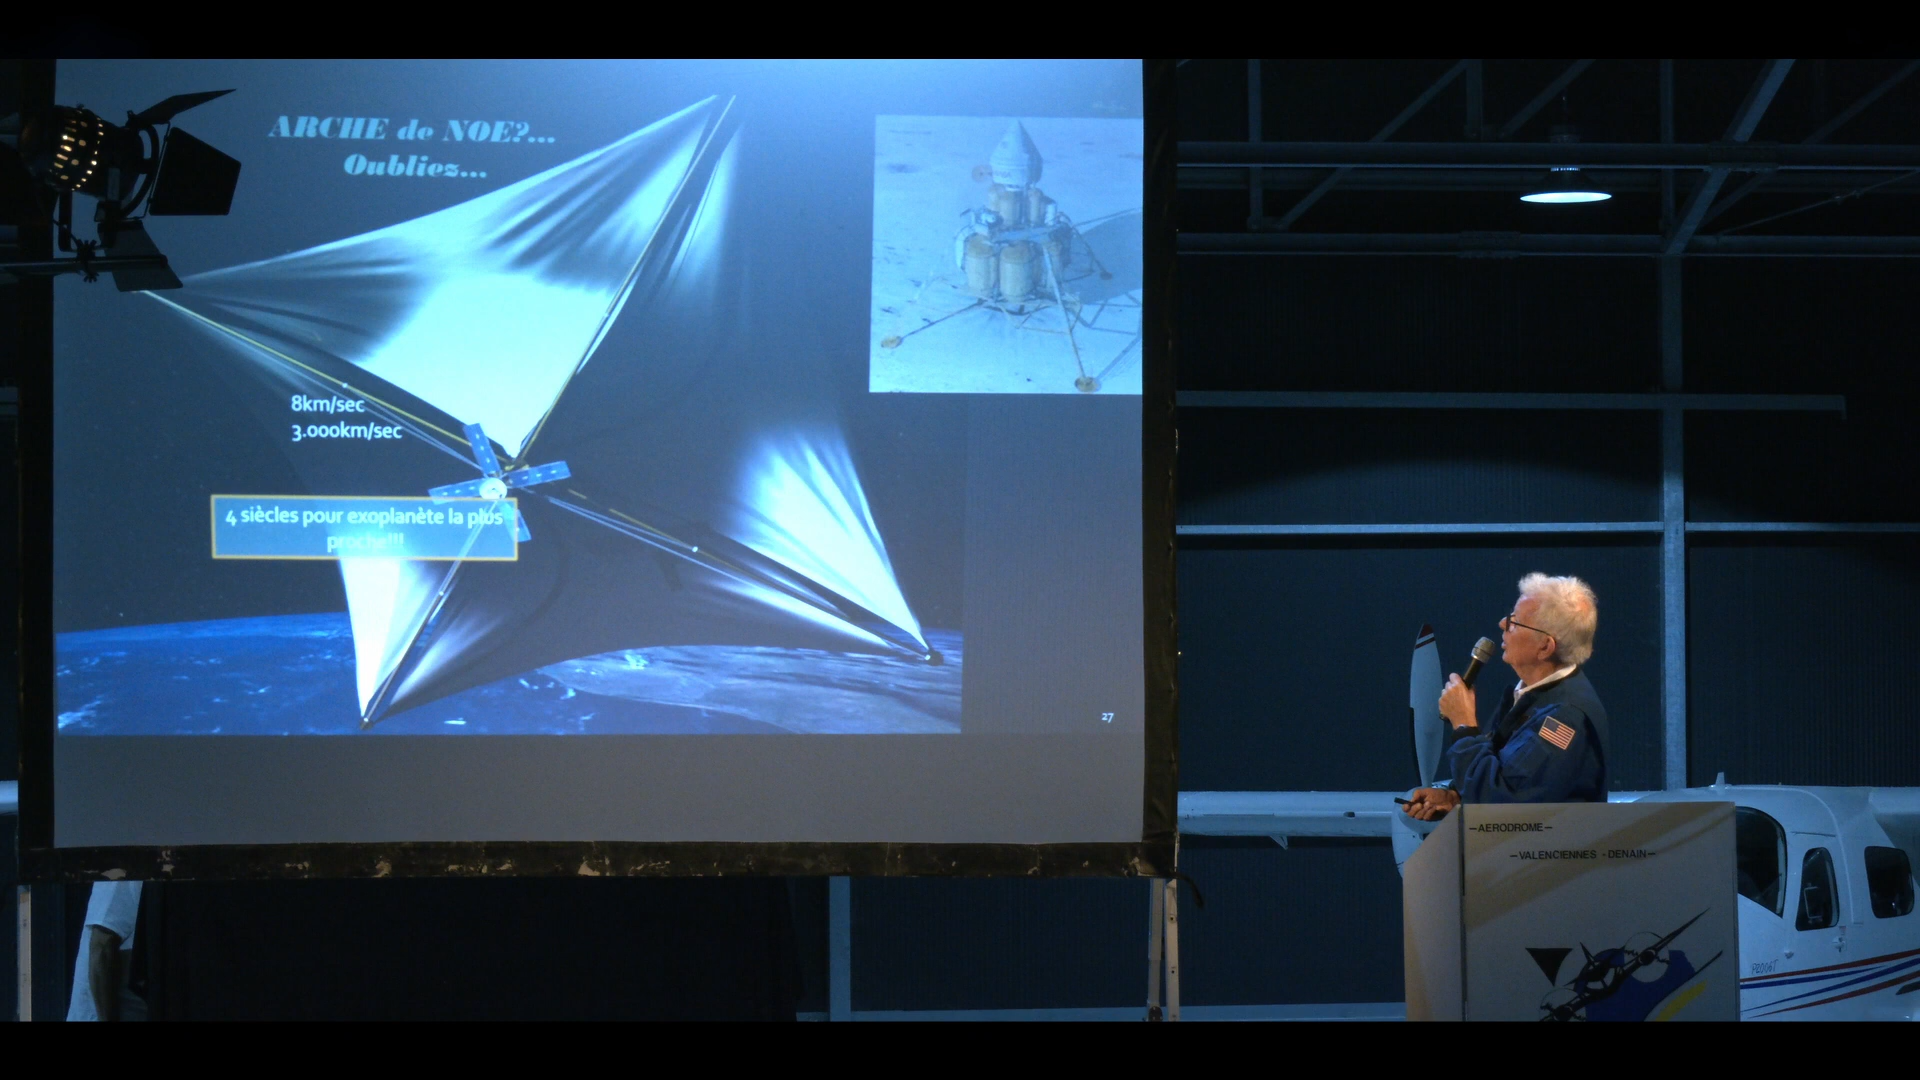 ARCHE de NOE?...
Oubliez...
8km/sec
3.000km/sec
4 siècles pour exoplanète la plus
proche!!!
27
-AERODROME-
-VALENCIENNES -DENAIN-
P2006T